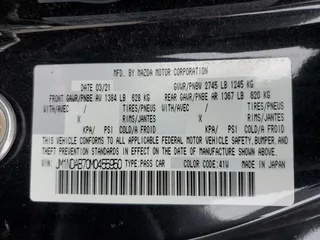 MFD. BY MAZDA MOTOR CORPORATION
DATE 03/21 GVWR/PNBV 2745 LB 1245 KG
FRONT GAWR/PNBE AV 1384 LB 628 KG REAR GAWR/PNBE AR 1367 LB 620 KG
WITH/AVEC X TIRES/PNEUS WITH/AVEC X TIRES/PNEUS
X RIMS/JANTES X RIMS/JANTES
KPA/ PSI COLD/FROID KPA/ PSI COLD/FROID
THIS VEHICLE CONFORMS TO ALL APPLICABLE FEDERAL MOTOR
VEHICLE SAFETY, BUMPER, AND THEFT PREVENTION STANDARDS
IN EFFECT ON THE DATE OF MANUFACTURE SHOWN ABOVE.
VIN: TYPE:PASS CAR COLOR CODE:41W MADE IN JAPAN